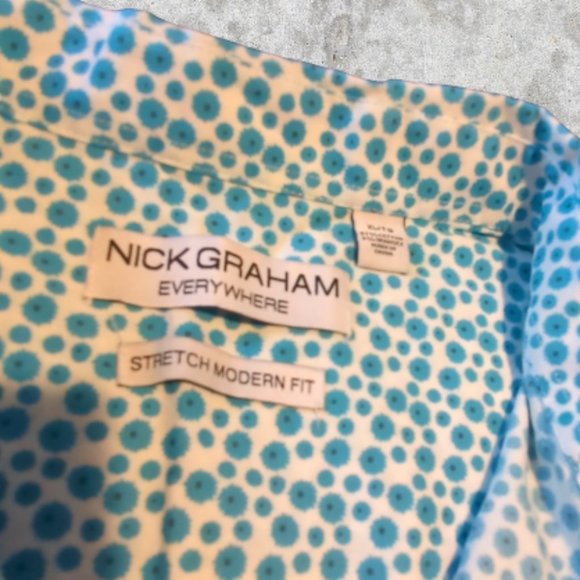 NICK GRAHAM
EVERYWHERE
STRETCH MODERN FIT